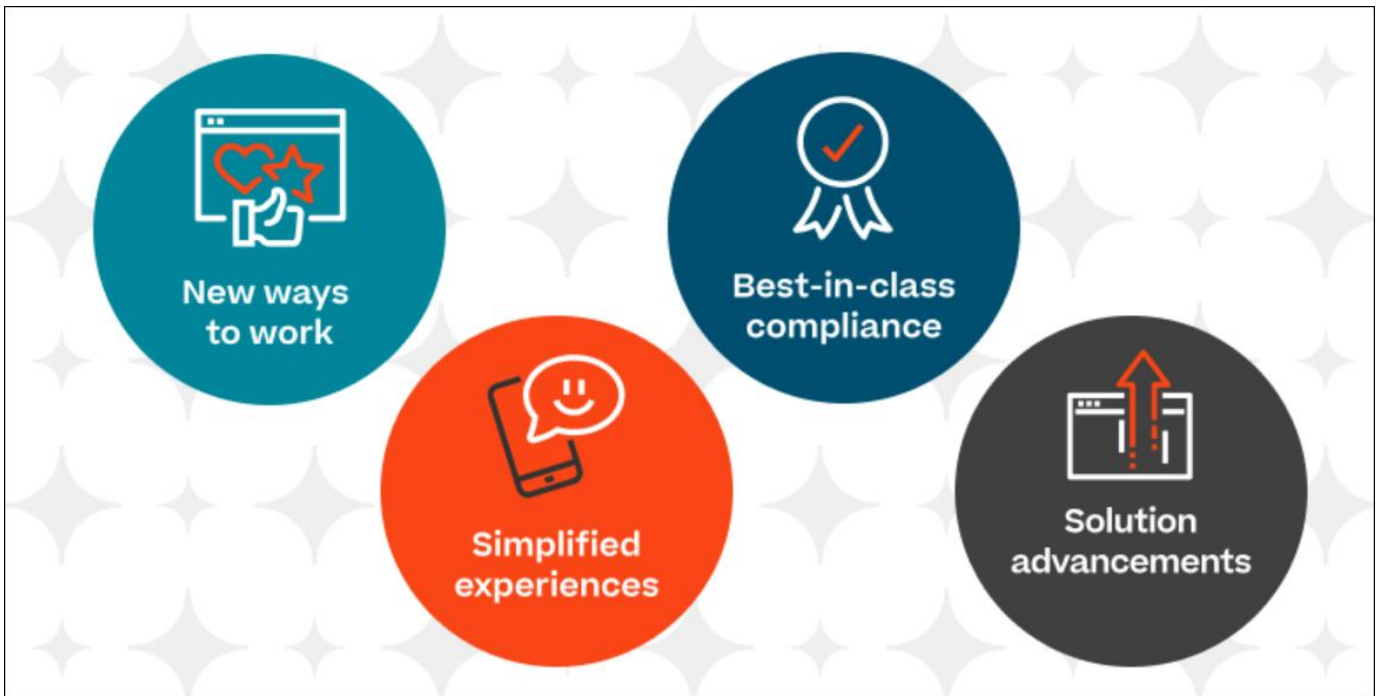 New ways
to work
Simplified
experiences
Best-in-class
compliance
Solution
advancements